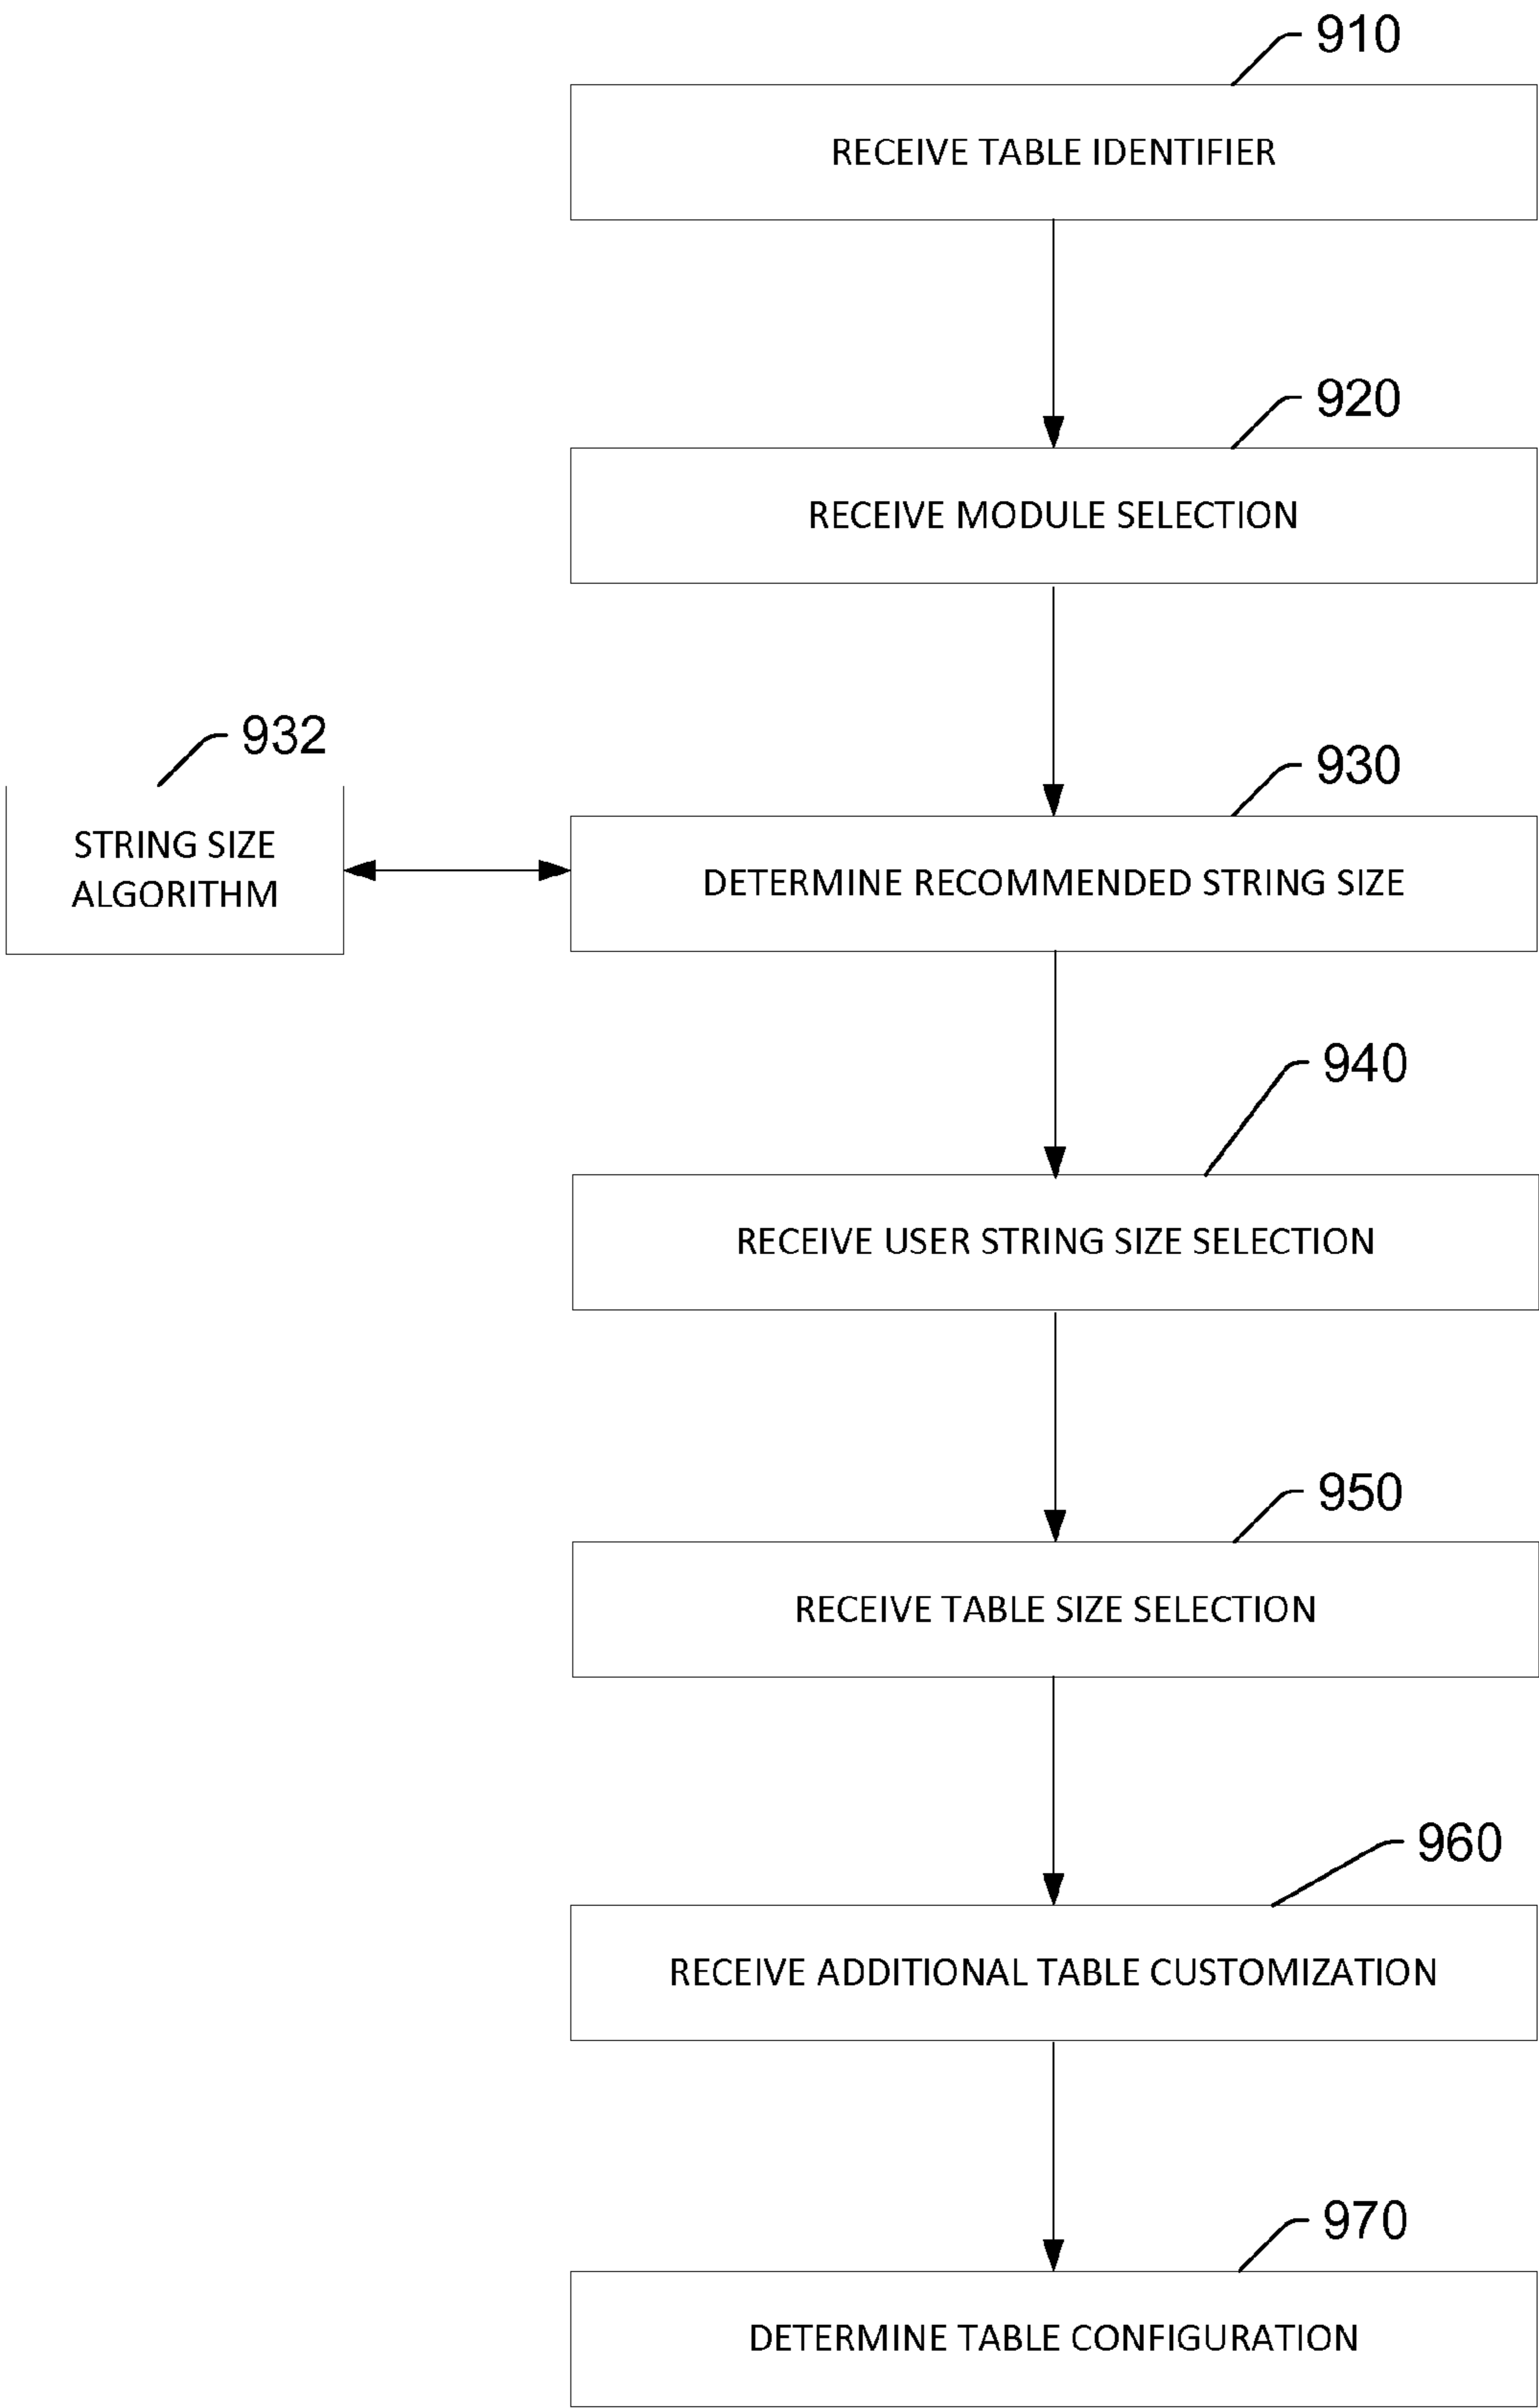 910
RECEIVE TABLE IDENTIFIER
920
RECEIVE MODULE SELECTION
932
STRING SIZE
ALGORITHM
930
DETERMINE RECOMMENDED STRING SIZE
940
RECEIVE USER STRING SIZE SELECTION
950
RECEIVE TABLE SIZE SELECTION
960
RECEIVE ADDITIONAL TABLE CUSTOMIZATION
970
DETERMINE TABLE CONFIGURATION